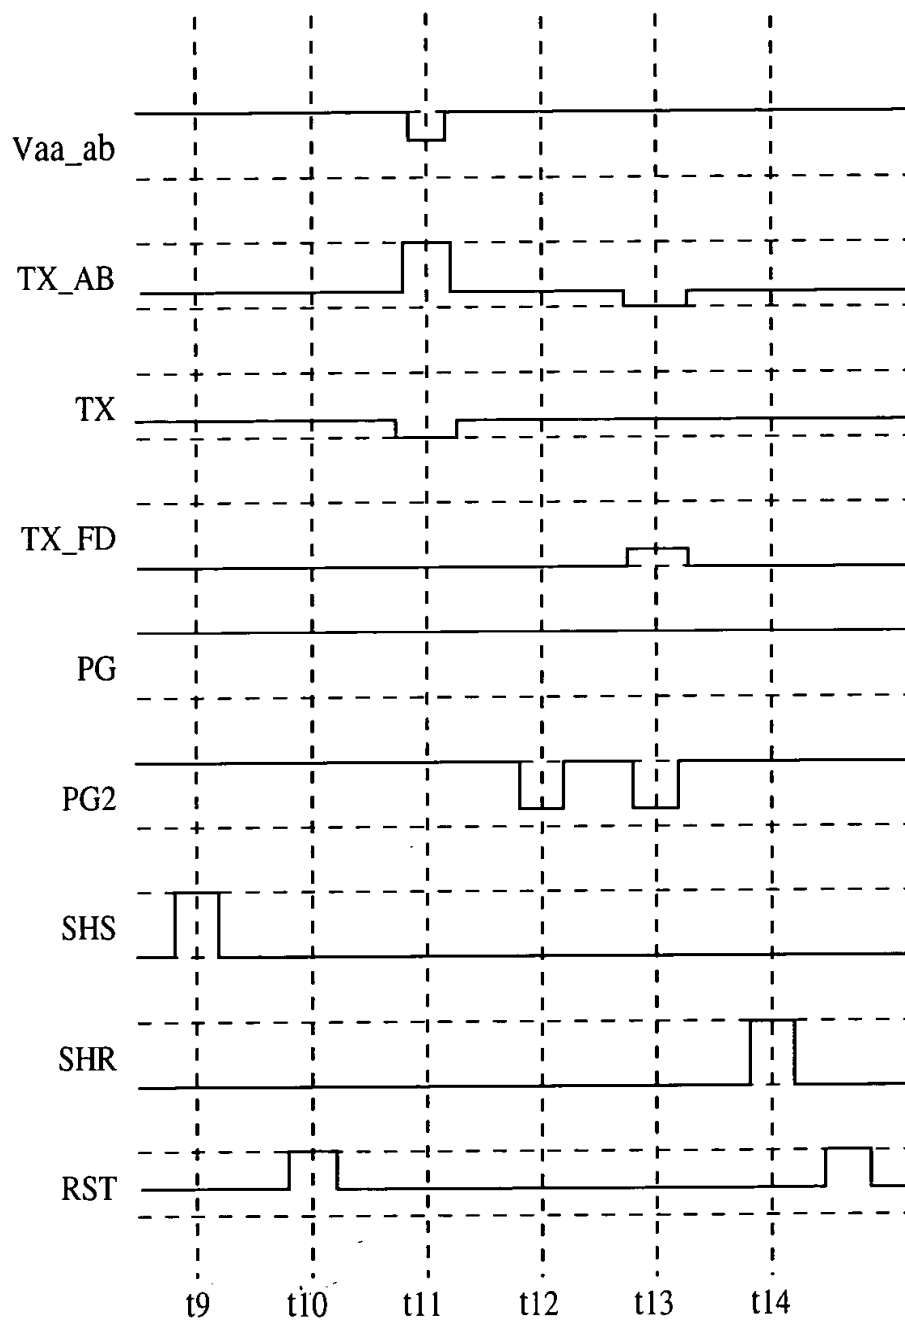 Vaa_ab
TX_AB
TX
TX_FD
PG
PG2
SHS
SHR
RST
t9 t10 t11 t12 t13 t14